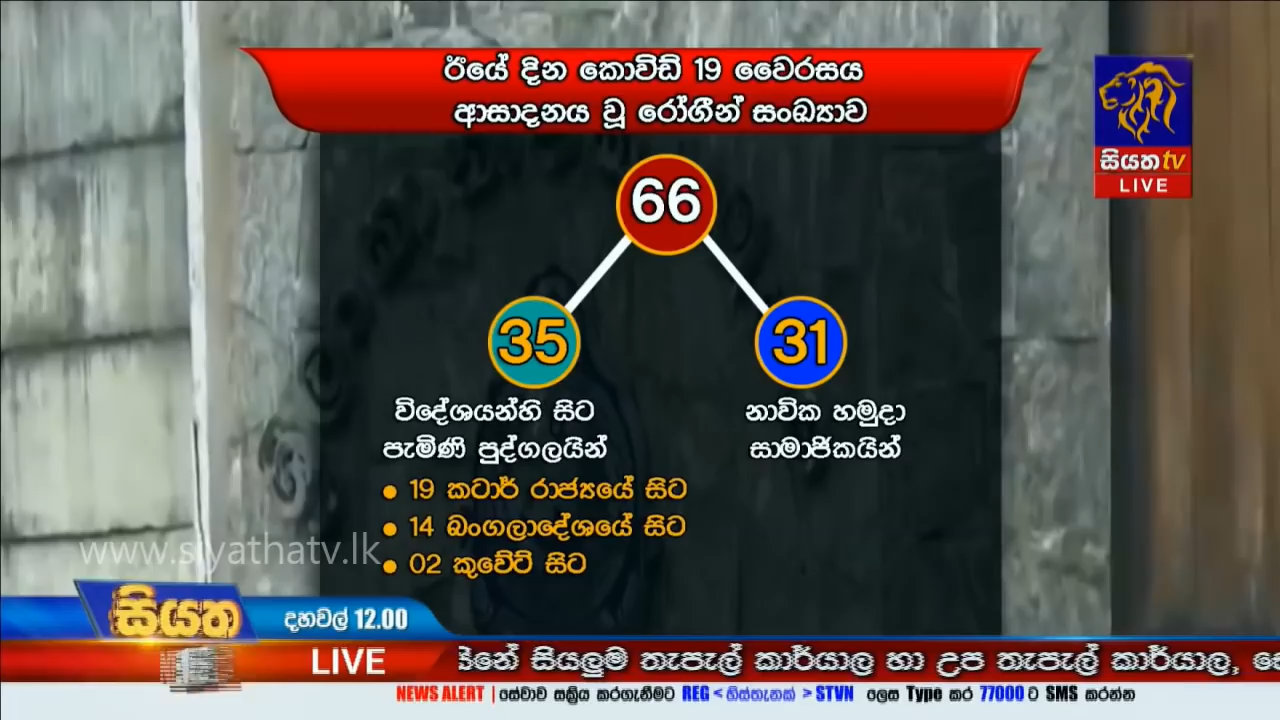 ඊයේ දින කොවිඩ් 19 වෛරසය
ආසාදනය වූ රෝගීන් සංඛ්‍යාව
සියත tv
LIVE
66
35
31
විදේශයන්හි සිට
පැමිණි පුද්ගලයින්
නාවික හමුදා
සාමාජිකයින්
• 19 කටාර් රාජ්‍යයේ සිට
• 14 බංගලාදේශයේ සිට
• 02 කුවේට් සිට
www.siyathatv.lk
සියත
දහවල් 12.00
LIVE
සියලුම තැපැල් කාර්යාල හා උප තැපැල් කාර්යාල,
NEWS ALERT | සේවාව සක්‍රිය කරගැනීමට REG < හිස්තැනක් > STVN ලෙස Type කර 77000 ට SMS කරන්න